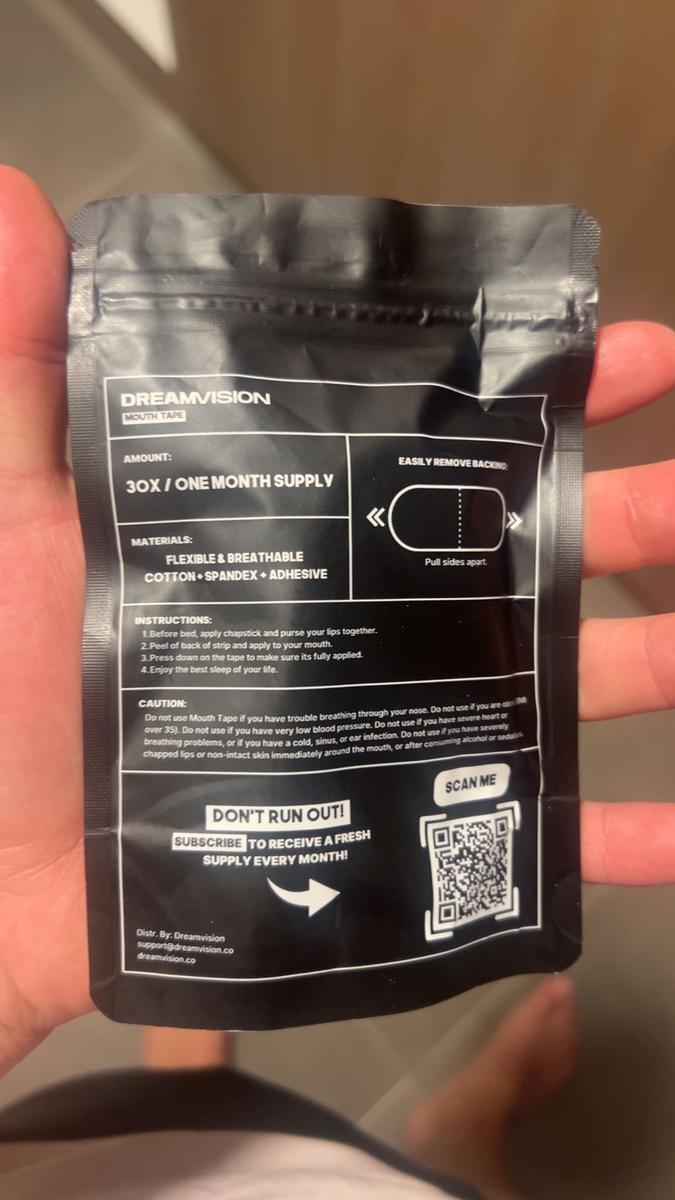 DREAMVISION
MOUTH TAPE
AMOUNT:
30X / ONE MONTH SUPPLY
MATERIALS:
FLEXIBLE & BREATHABLE
COTTON + SPANDEX + ADHESIVE
EASILY REMOVE BACKING:
Pull sides apart.
INSTRUCTIONS:
1. Before bed, apply chapstick and purse your lips together.
2. Peel of back of strip and apply to your mouth.
3. Press down on the tape to make sure its fully applied.
4. Enjoy the best sleep of your life.
CAUTION:
Do not use Mouth Tape if you have trouble breathing through your nose. Do not use if you are
over 35). Do not use if you have very low blood pressure. Do not use if you have severe heart or
breathing problems, or if you have a cold, sinus, or ear infection. Do not use if you have severely
chapped lips or non-intact skin immediately around the mouth, or after consuming alcohol or
SCAN ME
DON'T RUN OUT!
SUBSCRIBE TO RECEIVE A FRESH
SUPPLY EVERY MONTH!
Distr. By: Dreamvision
support@dreamvision.co
dreamvision.co